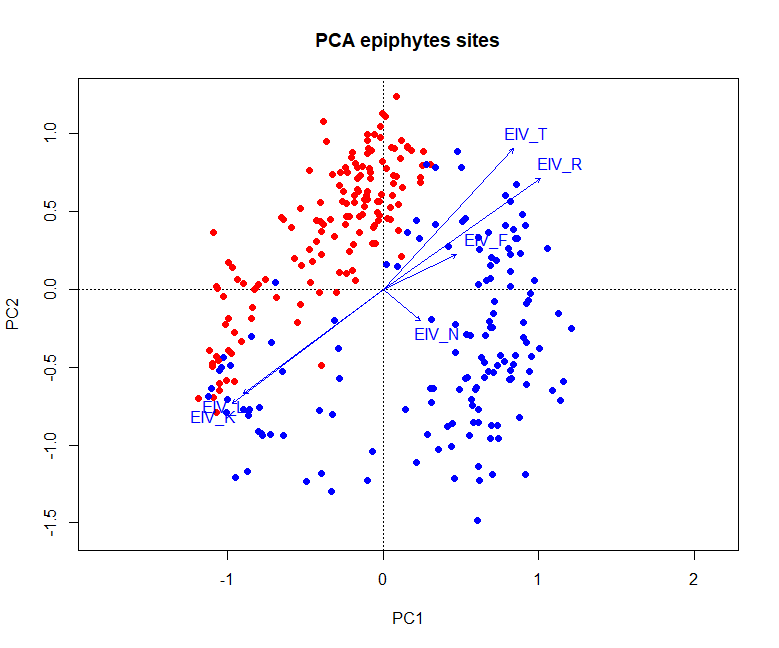 PCA epiphytes sites
EIV_T
EIV_R
EIV_F
EIV_N
EIV_L
EIV_K
1.0
0.5
0.0
-0.5
-1.0
-1.5
PC2
-1
0
1
2
PC1